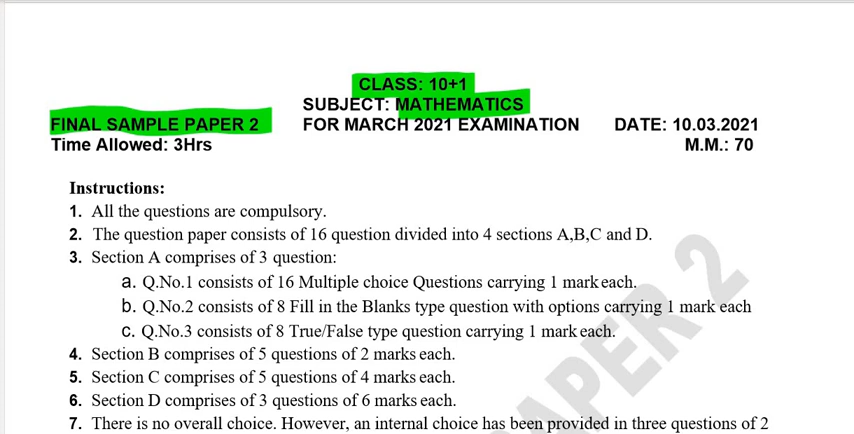 CLASS: 10+1
SUBJECT: MATHEMATICS
FINAL SAMPLE PAPER 2 FOR MARCH 2021 EXAMINATION DATE: 10.03.2021
Time Allowed: 3Hrs M.M.: 70
Instructions:
1. All the questions are compulsory.
2. The question paper consists of 16 question divided into 4 sections A,B,C and D.
3. Section A comprises of 3 question:
a. Q.No.1 consists of 16 Multiple choice Questions carrying 1 mark each.
b. Q.No.2 consists of 8 Fill in the Blanks type question with options carrying 1 mark each
c. Q.No.3 consists of 8 True/False type question carrying 1 mark each.
4. Section B comprises of 5 questions of 2 marks each.
5. Section C comprises of 5 questions of 4 marks each.
6. Section D comprises of 3 questions of 6 marks each.
7. There is no overall choice. However, an internal choice has been provided in three questions of 2
PAPER 2